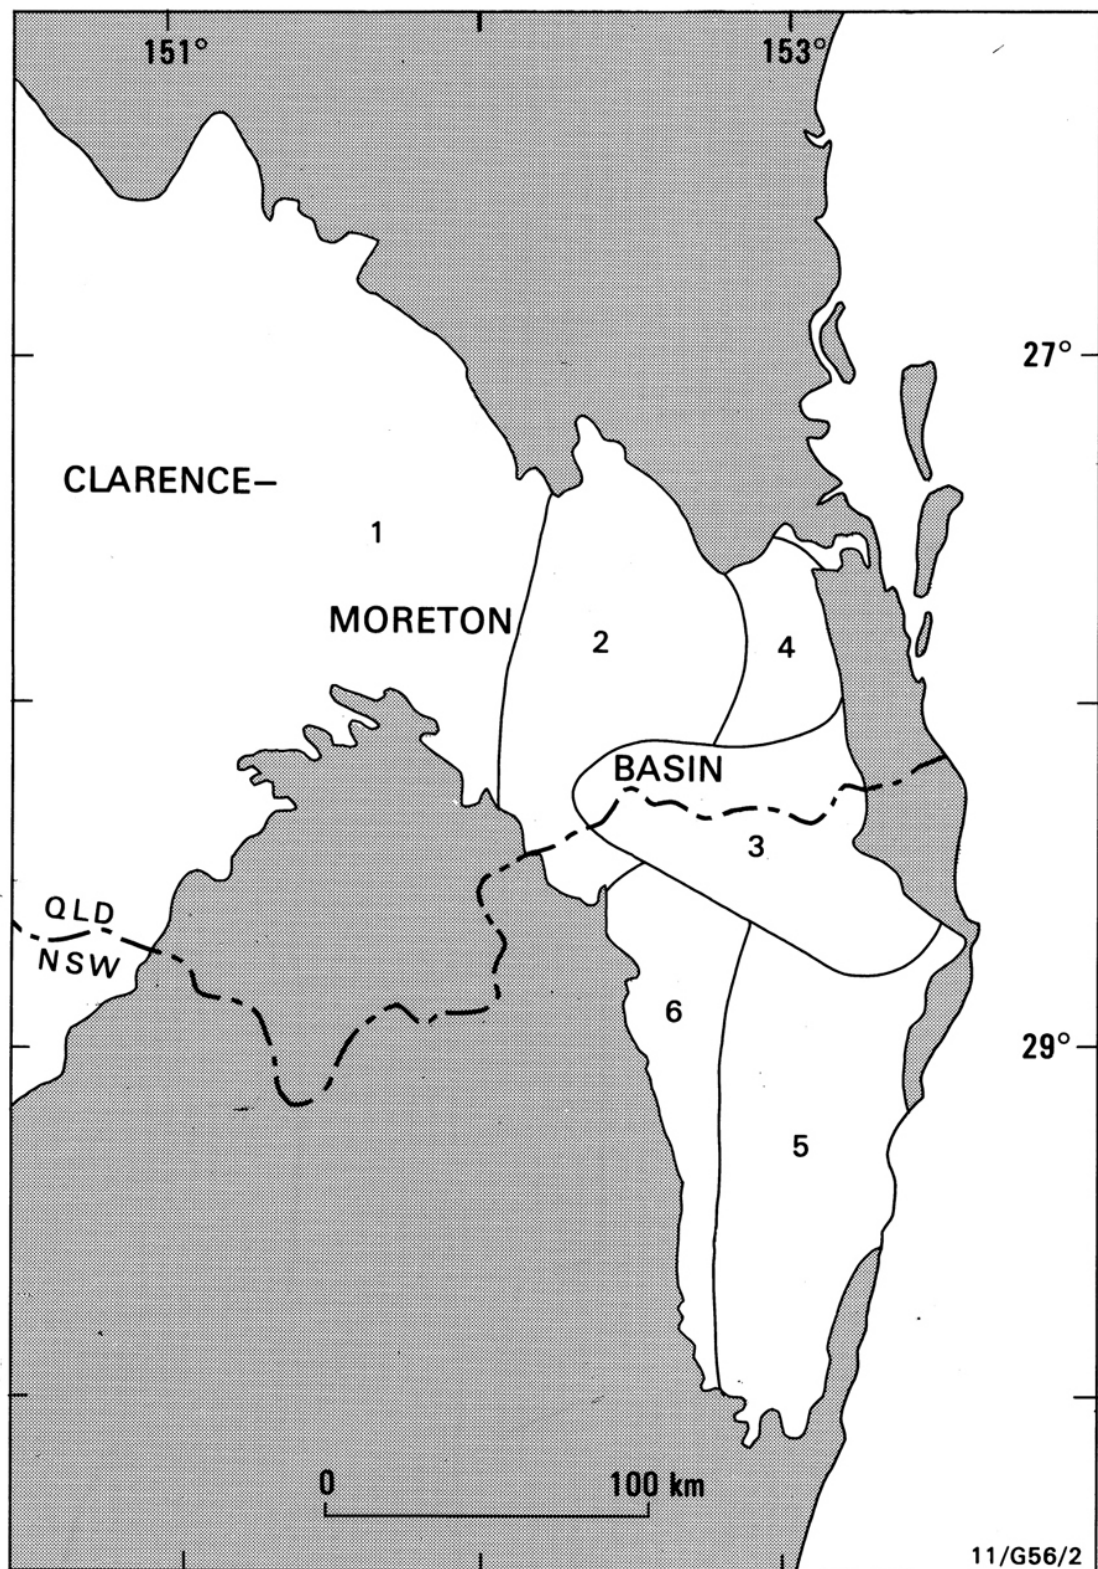 151° 153°
27°
CLARENCE–
1
MORETON
2
4
BASIN
3
QLD
NSW
6
29°
5
0 100 km
11/G56/2